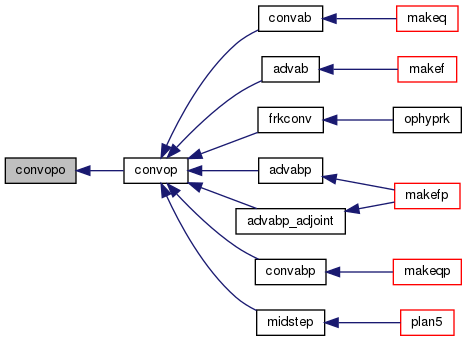 convab
makeq
advab
makef
frkconv
ophyprk
convopo
convop
advabp
makefp
advabp_adjoint
convabp
makeqp
midstep
plan5